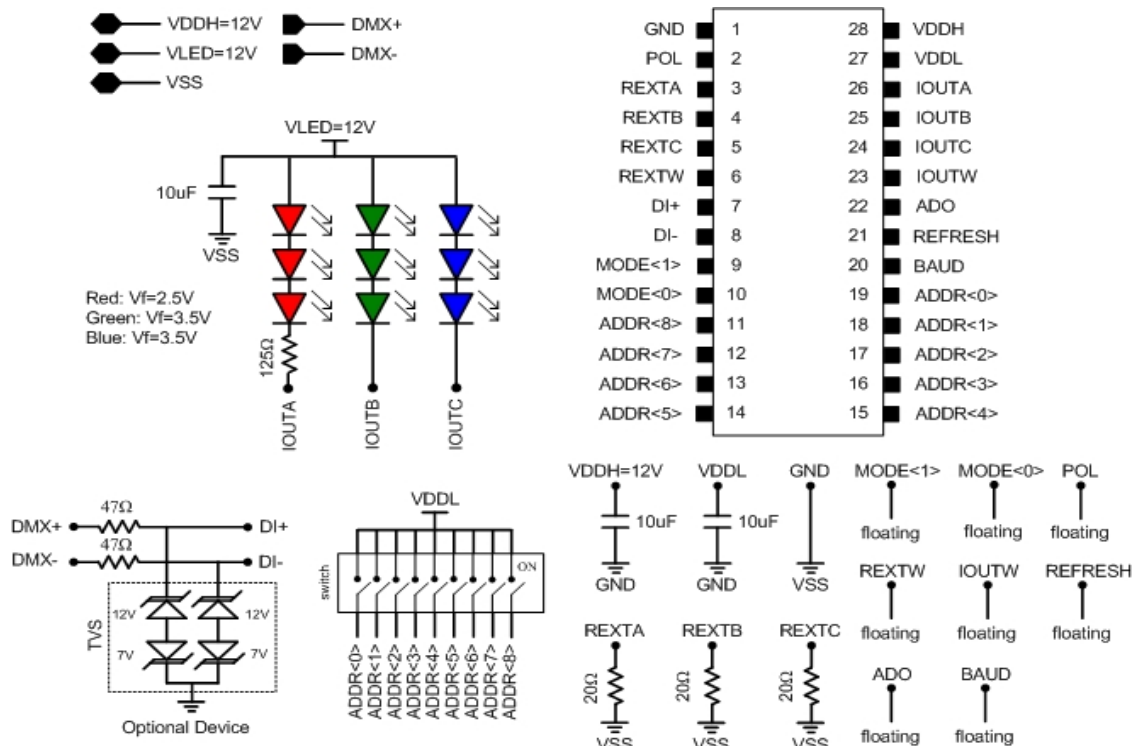 VDDH=12V
DMX+
VLED=12V
DMX-
VSS
VLED=12V
10uF
VSS
Red: Vf=2.5V
Green: Vf=3.5V
Blue: Vf=3.5V
125Ω
IOUTA
IOUTB
IOUTC
GND 1 28 VDDH
POL 2 27 VDDL
REXTA 3 26 IOUTA
REXTB 4 25 IOUTB
REXTC 5 24 IOUTC
REXTW 6 23 IOUTW
DI+ 7 22 ADO
DI- 8 21 REFRESH
MODE<1> 9 20 BAUD
MODE<0> 10 19 ADDR<0>
ADDR<8> 11 18 ADDR<1>
ADDR<7> 12 17 ADDR<2>
ADDR<6> 13 16 ADDR<3>
ADDR<5> 14 15 ADDR<4>
47Ω
DMX+ DI+
47Ω
DMX- DI-
12V 12V
TVS
7V 7V
Optional Device
VDDL
switch
ON
ADDR<0>
ADDR<1>
ADDR<2>
ADDR<3>
ADDR<4>
ADDR<5>
ADDR<6>
ADDR<7>
ADDR<8>
VDDH=12V VDDL GND MODE<1> MODE<0> POL
10uF 10uF
floating floating floating
GND GND VSS
REXTW IOUTW REFRESH
floating floating floating
REXTA REXTB REXTC
20Ω 20Ω 20Ω
VSS VSS VSS
ADO BAUD
floating floating